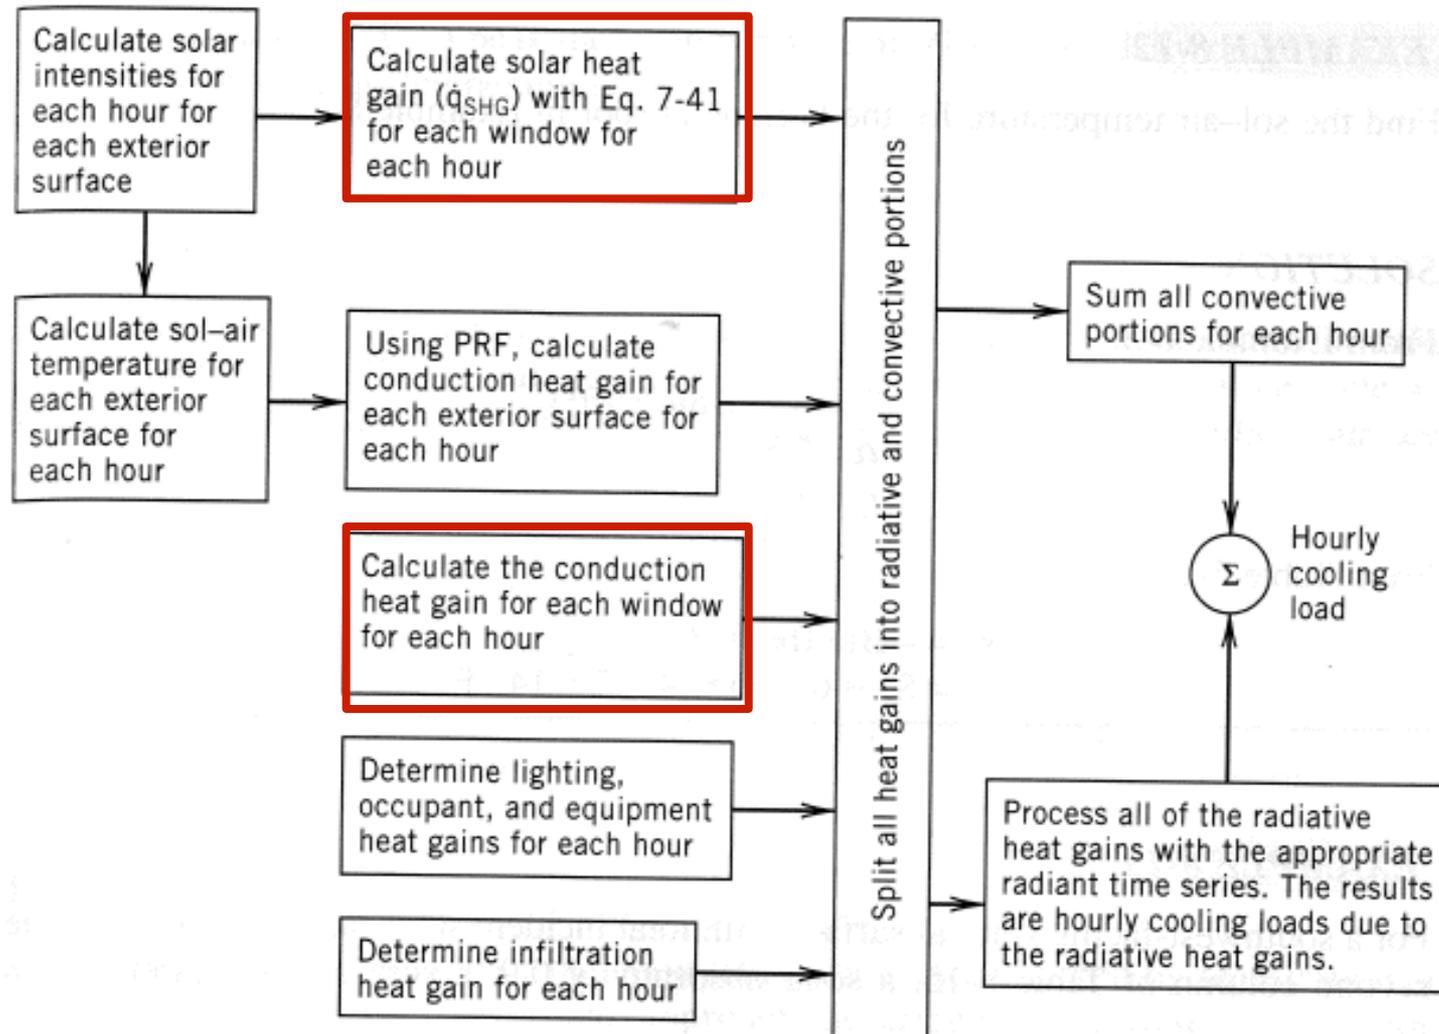 Calculate solar
intensities for
each hour for
each exterior
surface
Calculate solar heat
gain (q̇SHG) with Eq. 7-41
for each window for
each hour
Calculate sol–air
temperature for
each exterior
surface for
each hour
Using PRF, calculate
conduction heat gain for
each exterior surface for
each hour
Calculate the conduction
heat gain for each window
for each hour
Determine lighting,
occupant, and equipment
heat gains for each hour
Determine infiltration
heat gain for each hour
Split all heat gains into radiative and convective portions
Sum all convective
portions for each hour
Σ
Hourly
cooling
load
Process all of the radiative
heat gains with the appropriate
radiant time series. The results
are hourly cooling loads due to
the radiative heat gains.